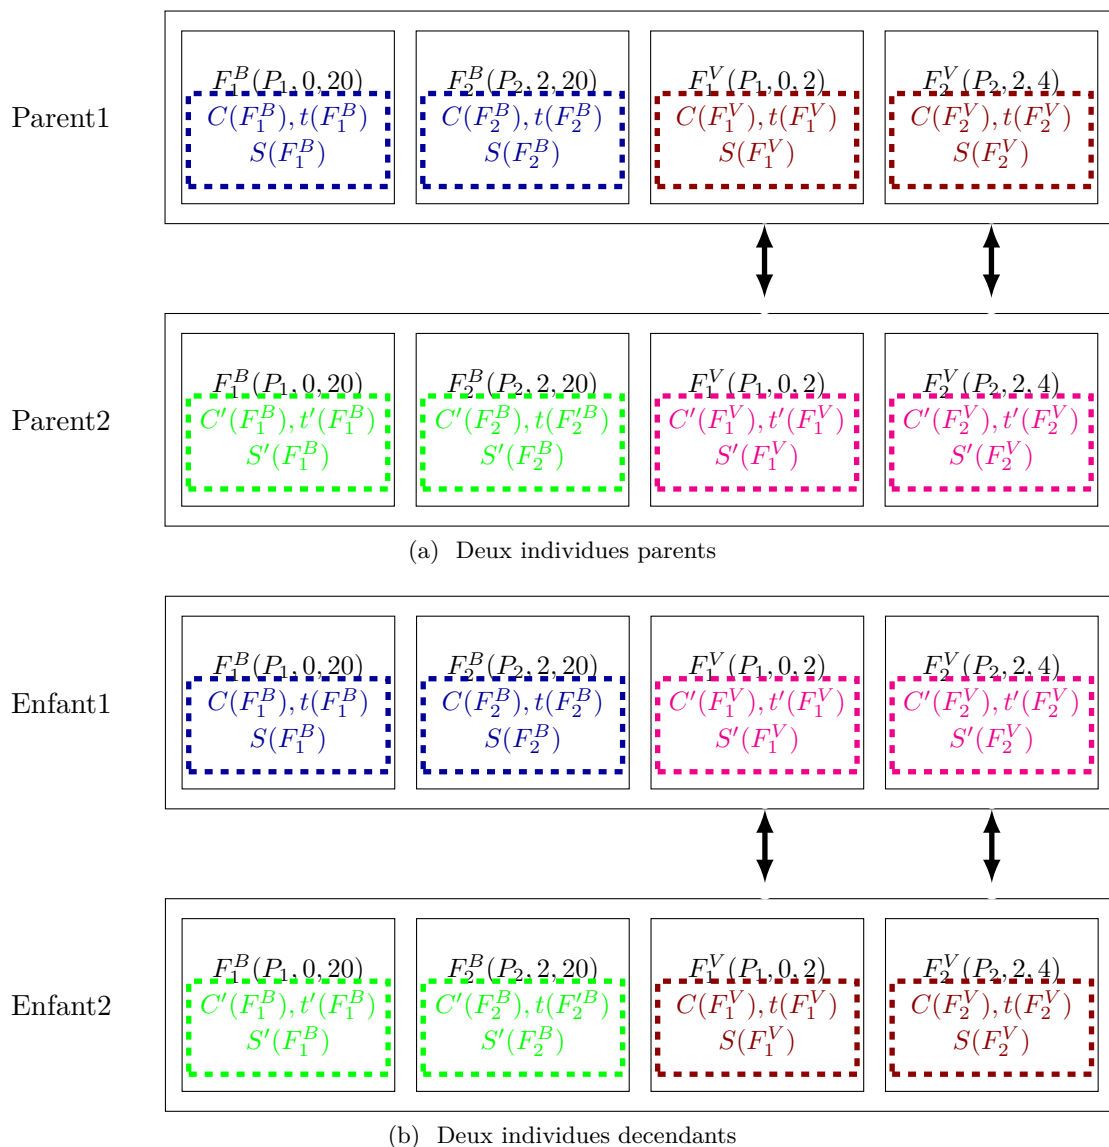 F_1^B(P_1, 0, 20) F_2^B(P_2, 2, 20) F_1^V(P_1, 0, 2) F_2^V(P_2, 2, 4)
Parent1 C(F_1^B), t(F_1^B) C(F_2^B), t(F_2^B) C(F_1^V), t(F_1^V) C(F_2^V), t(F_2^V)
S(F_1^B) S(F_2^B) S(F_1^V) S(F_2^V)
F_1^B(P_1, 0, 20) F_2^B(P_2, 2, 20) F_1^V(P_1, 0, 2) F_2^V(P_2, 2, 4)
Parent2 C'(F_1^B), t'(F_1^B) C'(F_2^B), t(F_2'^B) C'(F_1^V), t'(F_1^V) C'(F_2^V), t'(F_2^V)
S'(F_1^B) S'(F_2^B) S'(F_1^V) S'(F_2^V)
(a) Deux individues parents
F_1^B(P_1, 0, 20) F_2^B(P_2, 2, 20) F_1^V(P_1, 0, 2) F_2^V(P_2, 2, 4)
Enfant1 C(F_1^B), t(F_1^B) C(F_2^B), t(F_2^B) C'(F_1^V), t'(F_1^V) C'(F_2^V), t'(F_2^V)
S(F_1^B) S(F_2^B) S'(F_1^V) S'(F_2^V)
F_1^B(P_1, 0, 20) F_2^B(P_2, 2, 20) F_1^V(P_1, 0, 2) F_2^V(P_2, 2, 4)
Enfant2 C'(F_1^B), t'(F_1^B) C'(F_2^B), t(F_2'^B) C(F_1^V), t(F_1^V) C(F_2^V), t(F_2^V)
S'(F_1^B) S'(F_2^B) S(F_1^V) S(F_2^V)
(b) Deux individues decendants